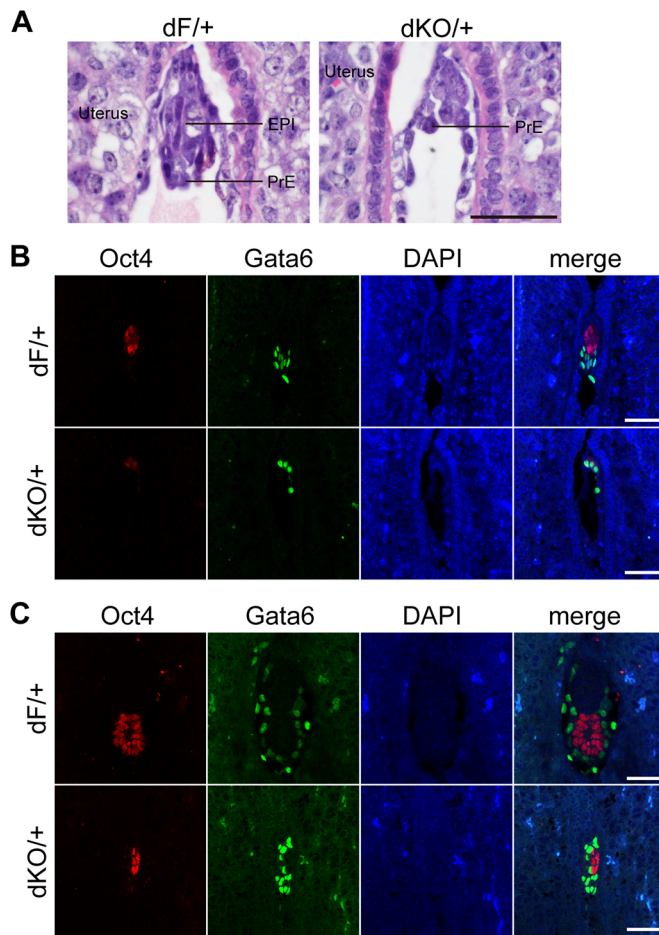 A
dF/+ dKO/+
Uterus EPI PrE
Uterus PrE
B
Oct4 Gata6 DAPI merge
dF/+
dKO/+
C
Oct4 Gata6 DAPI merge
dF/+
dKO/+